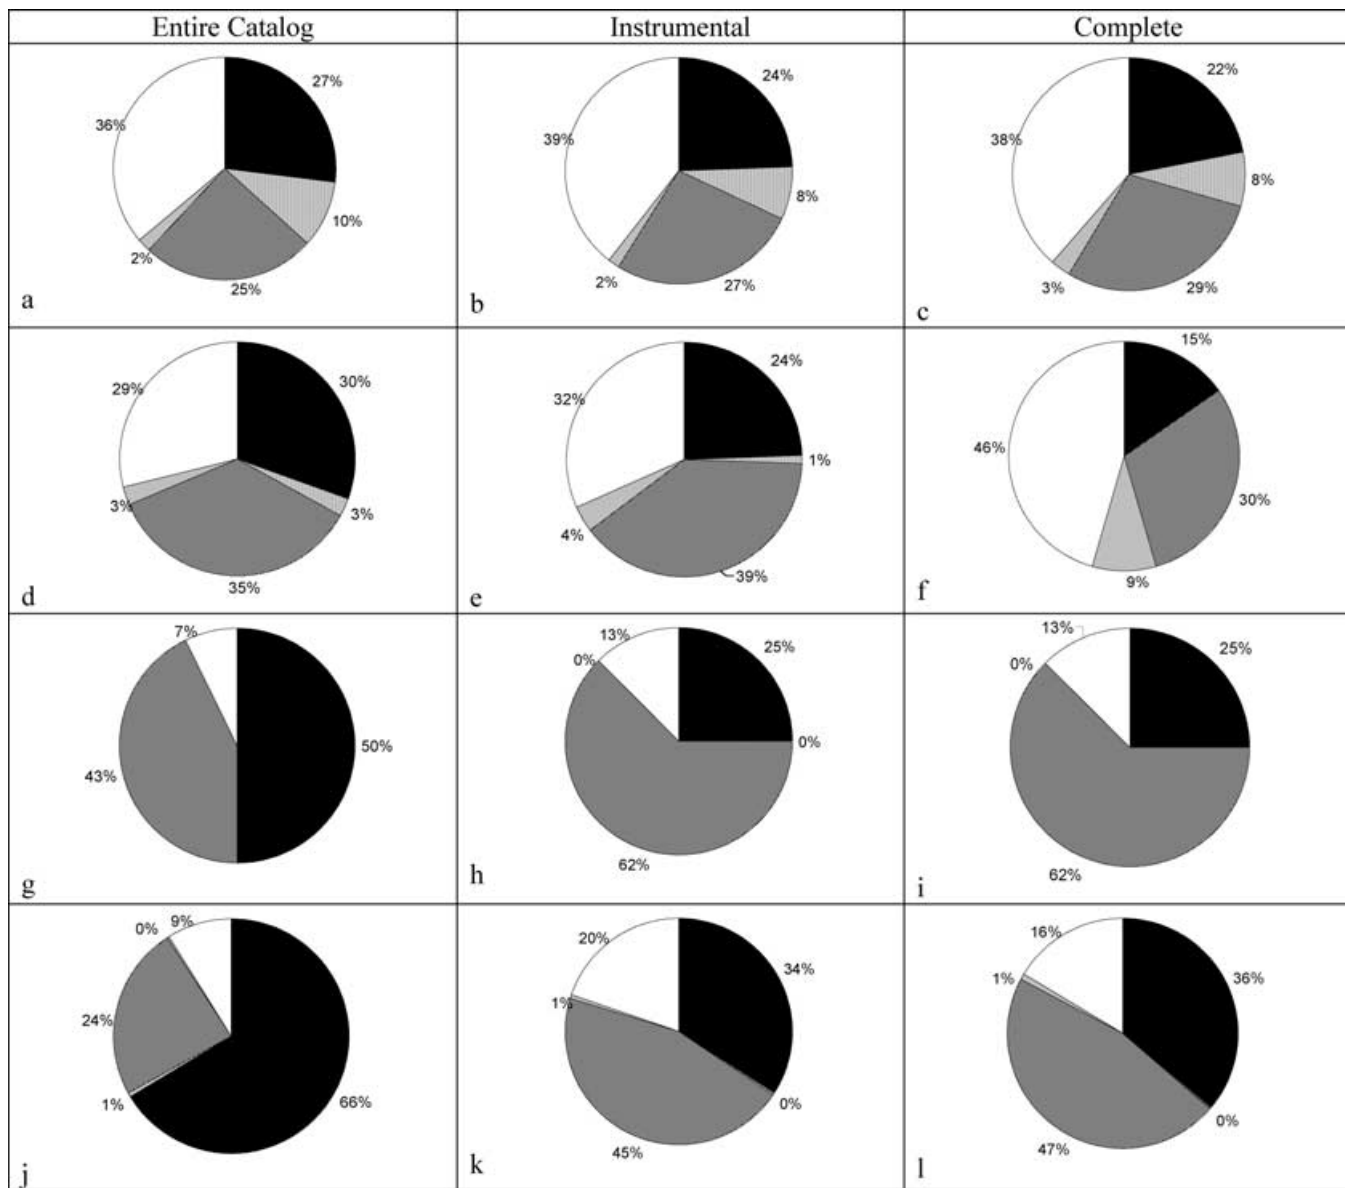 Entire Catalog Instrumental Complete
27% 24% 22%
36% 39% 38%
10% 8% 8%
2% 2% 3%
25% 27% 29%
a b c
30% 24% 15%
29% 32% 46%
3% 3% 4% 1% 30%
35% 39% 9%
d e f
7% 13% 13%
0% 25% 0% 25%
43% 50% 0%
62% 62%
g h i
0% 9% 20% 16%
24% 1% 34% 1% 36%
1% 66% 0% 0%
45% 47%
j k l